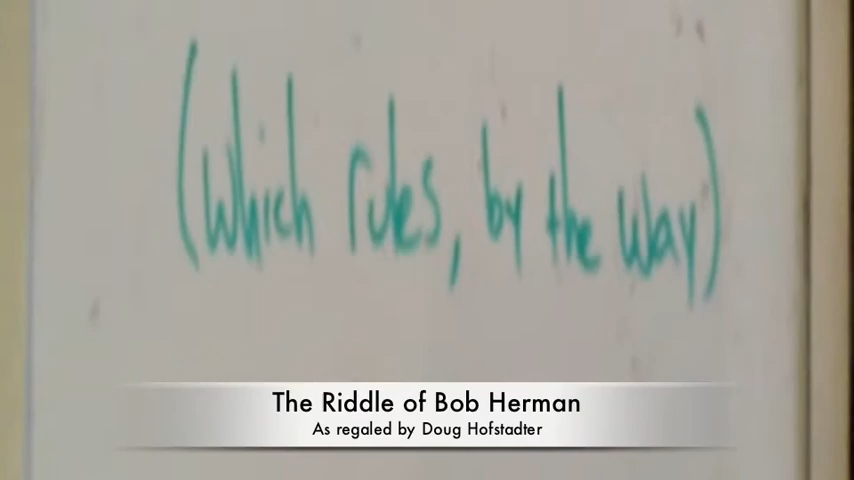 (which rules, by the way)
The Riddle of Bob Herman
As regaled by Doug Hofstadter